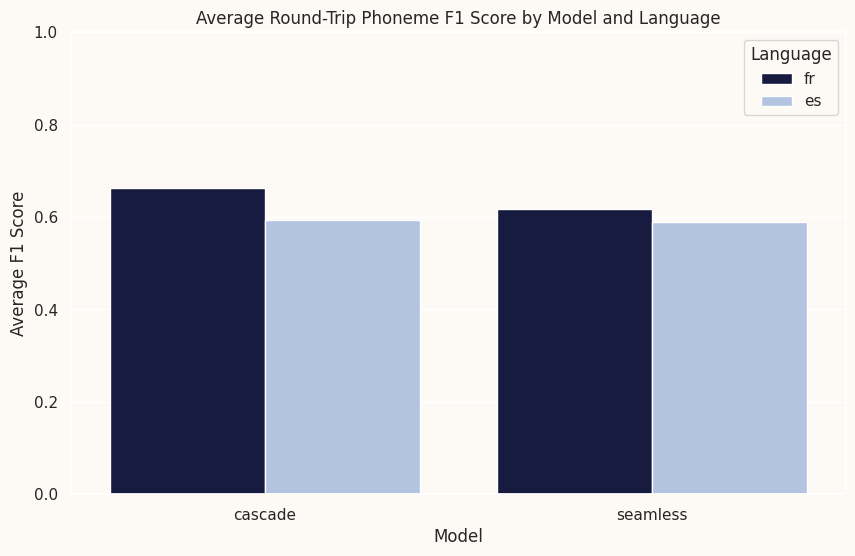 Average Round-Trip Phoneme F1 Score by Model and Language
Language
fr
es
Average F1 Score
1.0
0.8
0.6
0.4
0.2
0.0
cascade
seamless
Model